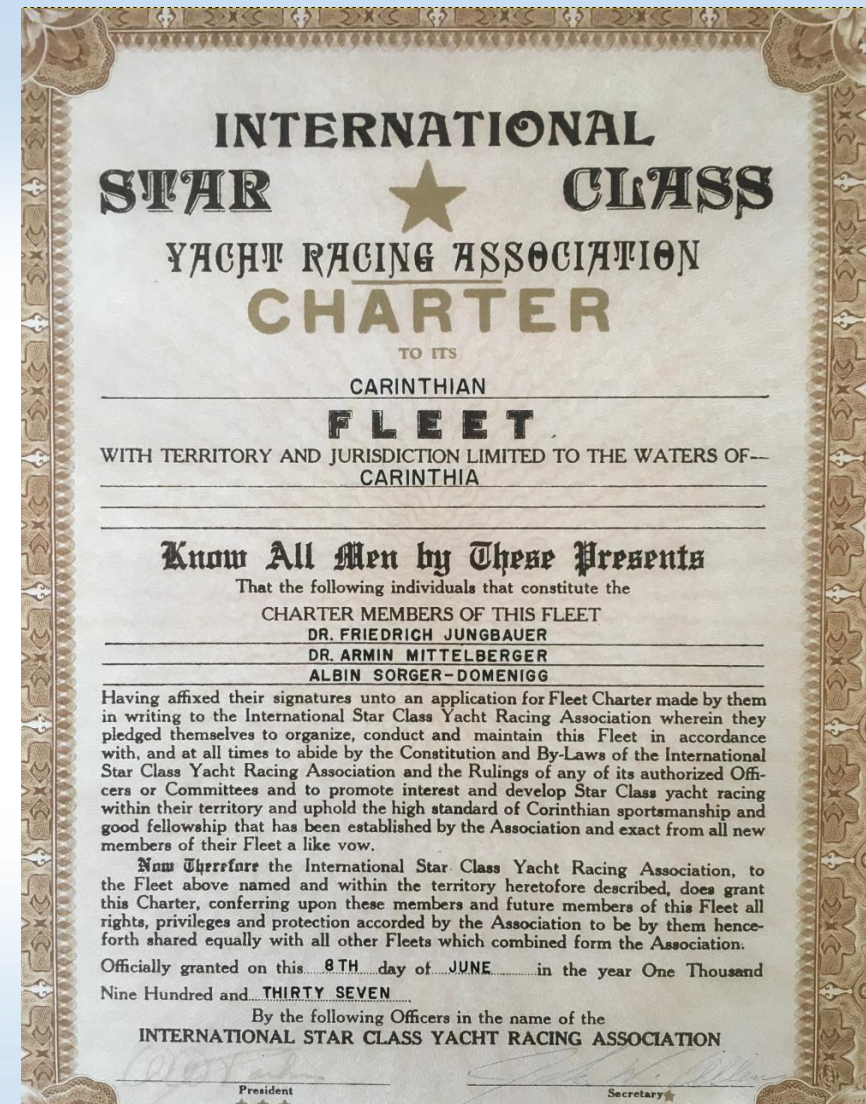 INTERNATIONAL
STAR CLASS
YACHT RACING ASSOCIATION
CHARTER
TO ITS
CARINTHIAN
FLEET
WITH TERRITORY AND JURISDICTION LIMITED TO THE WATERS OF—
CARINTHIA
Know All Men by These Presents
That the following individuals that constitute the
CHARTER MEMBERS OF THIS FLEET
DR. FRIEDRICH JUNGBAUER
DR. ARMIN MITTELBERGER
ALBIN SORGER-DOMENIGG
Having affixed their signatures unto an application for Fleet Charter made by them
in writing to the International Star Class Yacht Racing Association wherein they
pledged themselves to organize, conduct and maintain this Fleet in accordance
with, and at all times to abide by the Constitution and By-Laws of the International
Star Class Yacht Racing Association and the Rulings of any of its authorized Offi-
cers or Committees and to promote interest and develop Star Class yacht racing
within their territory and uphold the high standard of Corinthian sportsmanship and
good fellowship that has been established by the Association and exact from all new
members of their Fleet a like vow.
Now Therefore the International Star Class Yacht Racing Association, to
the Fleet above named and within the territory heretofore described, does grant
this Charter, conferring upon these members and future members of this Fleet all
rights, privileges and protection accorded by the Association to be by them hence-
forth shared equally with all other Fleets which combined form the Association.
Officially granted on this 8TH day of JUNE in the year One Thousand
Nine Hundred and THIRTY SEVEN
By the following Officers in the name of the
INTERNATIONAL STAR CLASS YACHT RACING ASSOCIATION
President Secretary